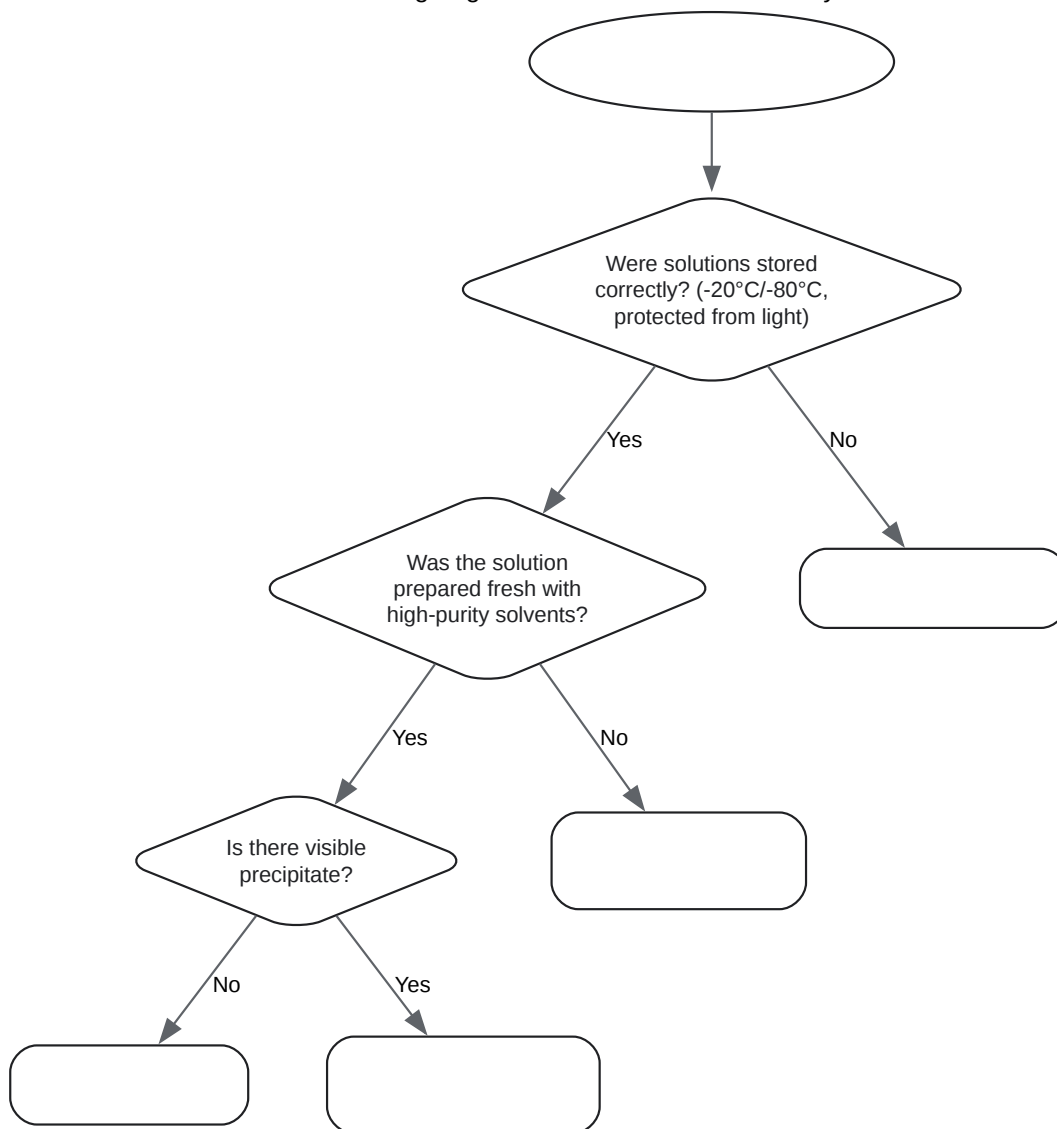 Were solutions stored
correctly? (-20°C/-80°C,
protected from light)
Yes
No
Was the solution
prepared fresh with
high-purity solvents?
Yes
No
Is there visible
precipitate?
No
Yes